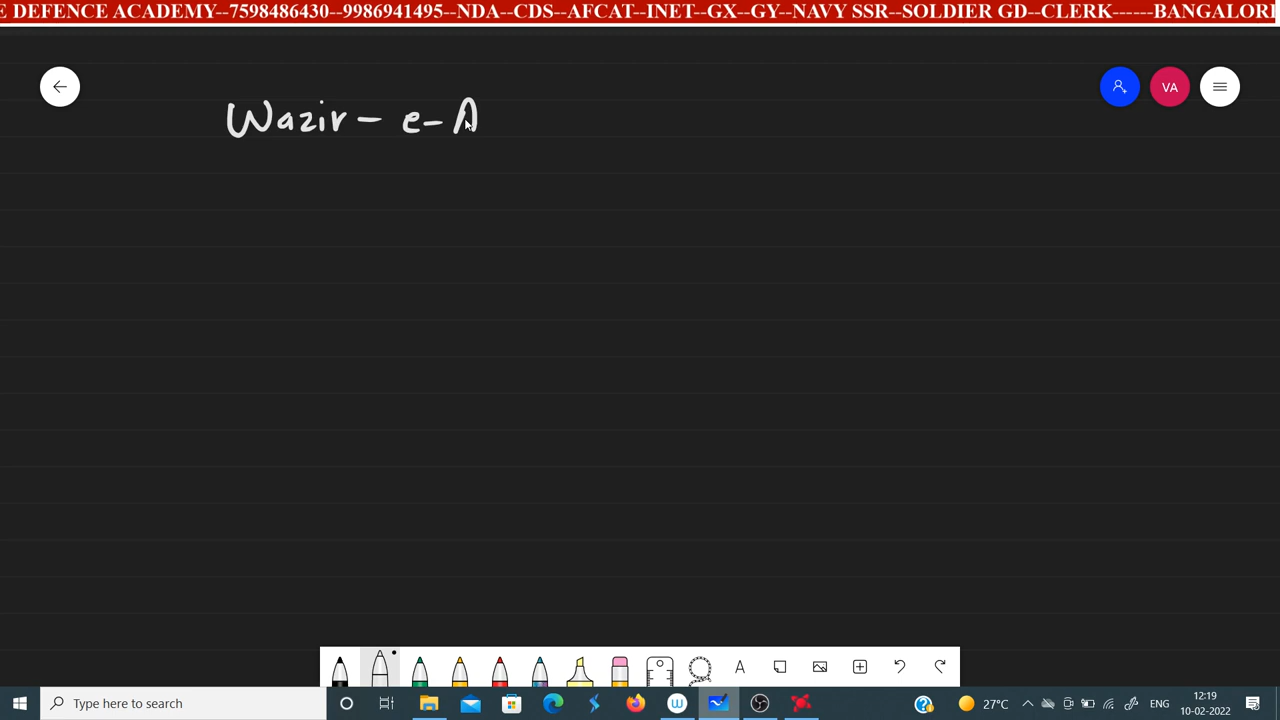 E DEFENCE ACADEMY--7598486430--9986941495--NDA--CDS--AFCAT--INET--GX--GY--NAVY SSR--SOLDIER GD--CLERK------BANGALORE
VA
Wazir - e - A
A
Type here to search
27°C
ENG
12:19
10-02-2022